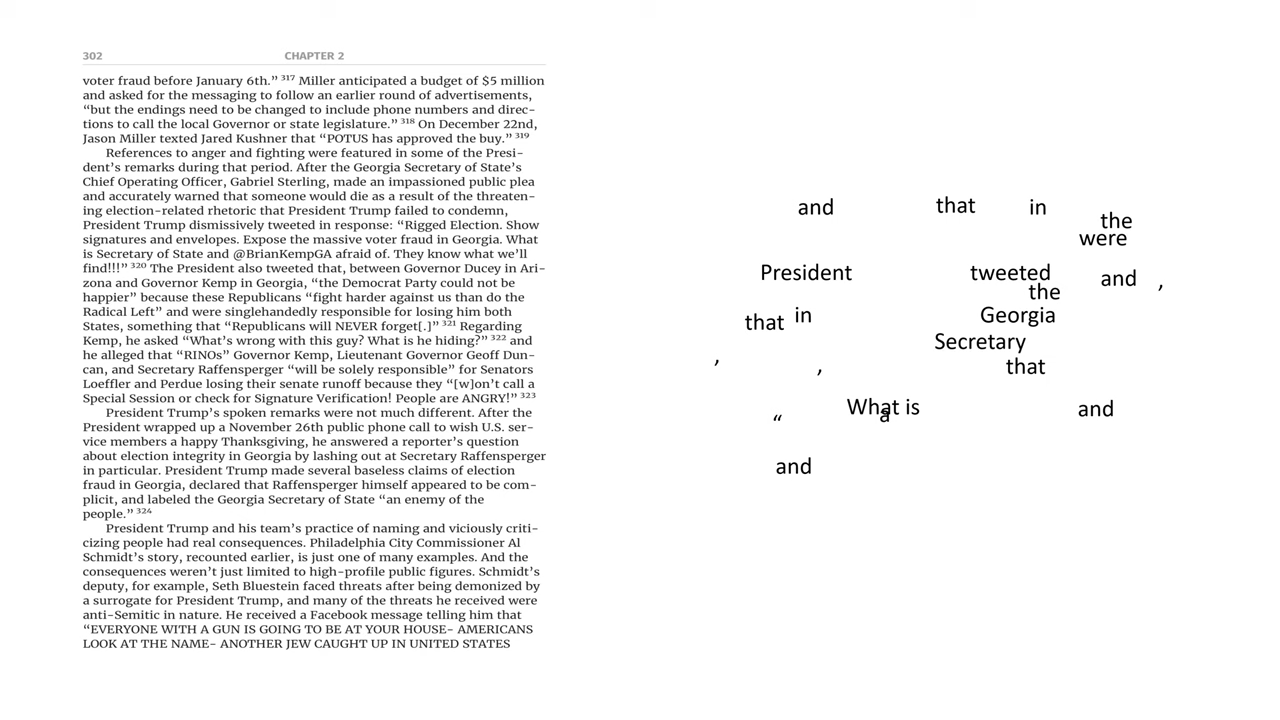 302 CHAPTER 2
voter fraud before January 6th.” 317 Miller anticipated a budget of $5 million
and asked for the messaging to follow an earlier round of advertisements,
“but the endings need to be changed to include phone numbers and direc-
tions to call the local Governor or state legislature.” 318 On December 22nd,
Jason Miller texted Jared Kushner that “POTUS has approved the buy.” 319
References to anger and fighting were featured in some of the Presi-
dent’s remarks during that period. After the Georgia Secretary of State’s
Chief Operating Officer, Gabriel Sterling, made an impassioned public plea
and accurately warned that someone would die as a result of the threaten-
ing election-related rhetoric that President Trump failed to condemn,
President Trump dismissively tweeted in response: “Rigged Election. Show
signatures and envelopes. Expose the massive voter fraud in Georgia. What
is Secretary of State and @BrianKempGA afraid of. They know what we’ll
find!!!” 320 The President also tweeted that, between Governor Ducey in Ari-
zona and Governor Kemp in Georgia, “the Democrat Party could not be
happier” because these Republicans “fight harder against us than do the
Radical Left” and were singlehandedly responsible for losing him both
States, something that “Republicans will NEVER forget[.]” 321 Regarding
Kemp, he asked “What’s wrong with this guy? What is he hiding?” 322 and
he alleged that “RINOs” Governor Kemp, Lieutenant Governor Geoff Dun-
can, and Secretary Raffensperger “will be solely responsible” for Senators
Loeffler and Perdue losing their senate runoff because they “[w]on’t call a
Special Session or check for Signature Verification! People are ANGRY!” 323
President Trump’s spoken remarks were not much different. After the
President wrapped up a November 26th public phone call to wish U.S. ser-
vice members a happy Thanksgiving, he answered a reporter’s question
about election integrity in Georgia by lashing out at Secretary Raffensperger
in particular. President Trump made several baseless claims of election
fraud in Georgia, declared that Raffensperger himself appeared to be com-
plicit, and labeled the Georgia Secretary of State “an enemy of the
people.” 324
President Trump and his team’s practice of naming and viciously criti-
cizing people had real consequences. Philadelphia City Commissioner Al
Schmidt’s story, recounted earlier, is just one of many examples. And the
consequences weren’t just limited to high-profile public figures. Schmidt’s
deputy, for example, Seth Bluestein faced threats after being demonized by
a surrogate for President Trump, and many of the threats he received were
anti-Semitic in nature. He received a Facebook message telling him that
“EVERYONE WITH A GUN IS GOING TO BE AT YOUR HOUSE- AMERICANS
LOOK AT THE NAME- ANOTHER JEW CAUGHT UP IN UNITED STATES
and that in
the
were
President tweeted and ,
the
that in Georgia
Secretary
, , that
“ What is and
a
and